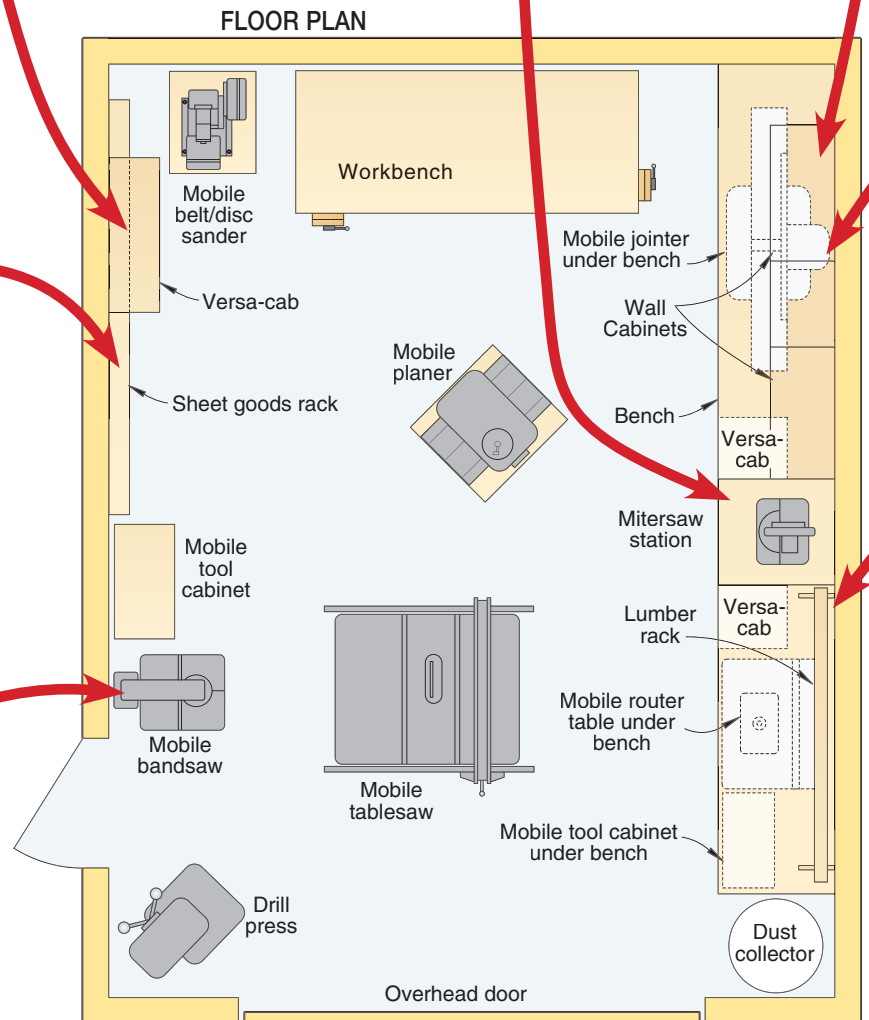 FLOOR PLAN
Workbench
Mobile
belt/disc
sander
Mobile jointer
under bench
Versa-cab
Wall
Cabinets
Mobile
planer
Sheet goods rack
Bench
Versa-
cab
Mitersaw
station
Mobile
tool
cabinet
Lumber
rack
Versa-
cab
Mobile router
table under
bench
Mobile
bandsaw
Mobile
tablesaw
Mobile tool cabinet
under bench
Drill
press
Dust
collector
Overhead door